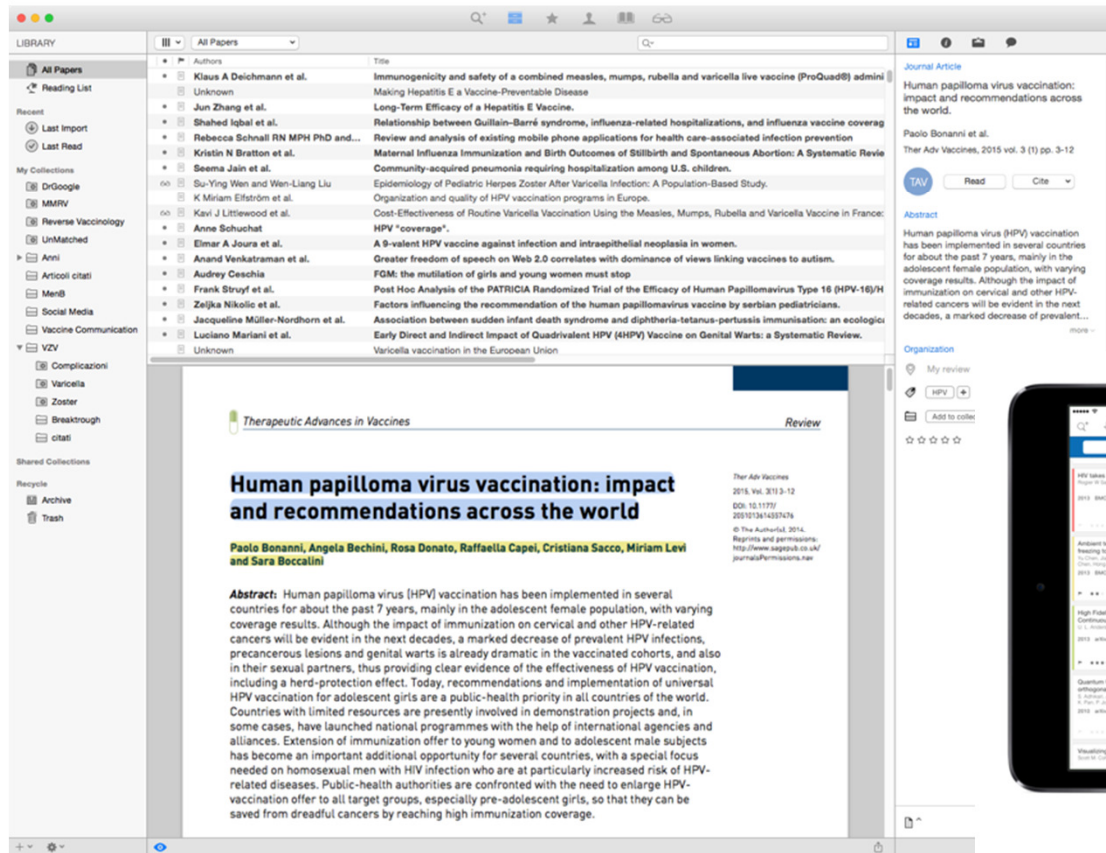 LIBRARY
All Papers
Reading List
Recent
Last Import
Last Read
My Collections
DrGoogle
MMRV
Reverse Vaccinology
UnMatched
Anni
Articoli citati
MenB
Social Media
Vaccine Communication
VZV
Complicazioni
Varicella
Zoster
Breaktrough
citati
Shared Collections
Recycle
Archive
Trash
All Papers
Authors Title
Klaus A Deichmann et al. Immunogenicity and safety of a combined measles, mumps, rubella and varicella live vaccine (ProQuad®) admini
Unknown Making Hepatitis E a Vaccine-Preventable Disease
Jun Zhang et al. Long-Term Efficacy of a Hepatitis E Vaccine.
Shahed Iqbal et al. Relationship between Guillain–Barré syndrome, influenza-related hospitalizations, and influenza vaccine coverag
Rebecca Schnall RN MPH PhD and... Review and analysis of existing mobile phone applications for health care-associated infection prevention
Kristin N Bratton et al. Maternal Influenza Immunization and Birth Outcomes of Stillbirth and Spontaneous Abortion: A Systematic Revie
Seema Jain et al. Community-acquired pneumonia requiring hospitalization among U.S. children.
Su-Ying Wen and Wen-Liang Liu Epidemiology of Pediatric Herpes Zoster After Varicella Infection: A Population-Based Study.
K Miriam Elfström et al. Organization and quality of HPV vaccination programs in Europe.
Kavi J Littlewood et al. Cost-Effectiveness of Routine Varicella Vaccination Using the Measles, Mumps, Rubella and Varicella Vaccine in France:
Anne Schuchat HPV "coverage".
Elmar A Joura et al. A 9-valent HPV vaccine against infection and intraepithelial neoplasia in women.
Anand Venkatraman et al. Greater freedom of speech on Web 2.0 correlates with dominance of views linking vaccines to autism.
Audrey Ceschia FGM: the mutilation of girls and young women must stop
Frank Struyf et al. Post Hoc Analysis of the PATRICIA Randomized Trial of the Efficacy of Human Papillomavirus Type 16 (HPV-16)/H
Zeljka Nikolic et al. Factors influencing the recommendation of the human papillomavirus vaccine by serbian pediatricians.
Jacqueline Müller-Nordhorn et al. Association between sudden infant death syndrome and diphtheria-tetanus-pertussis immunisation: an ecologica
Luciano Mariani et al. Early Direct and Indirect Impact of Quadrivalent HPV (4HPV) Vaccine on Genital Warts: a Systematic Review.
Unknown Varicella vaccination in the European Union
Therapeutic Advances in Vaccines Review
Human papilloma virus vaccination: impact
and recommendations across the world
Paolo Bonanni, Angela Bechini, Rosa Donato, Raffaella Capei, Cristiana Sacco, Miriam Levi
and Sara Boccalini
Ther Adv Vaccines
2015, Vol. 3(1) 3–12
DOI: 10.1177/
2051013614557476
© The Author(s), 2014.
Reprints and permissions:
http://www.sagepub.co.uk/
journalsPermissions.nav
Abstract: Human papilloma virus (HPV) vaccination has been implemented in several
countries for about the past 7 years, mainly in the adolescent female population, with varying
coverage results. Although the impact of immunization on cervical and other HPV-related
cancers will be evident in the next decades, a marked decrease of prevalent HPV infections,
precancerous lesions and genital warts is already dramatic in the vaccinated cohorts, and also
in their sexual partners, thus providing clear evidence of the effectiveness of HPV vaccination,
including a herd-protection effect. Today, recommendations and implementation of universal
HPV vaccination for adolescent girls are a public-health priority in all countries of the world.
Countries with limited resources are presently involved in demonstration projects and, in
some cases, have launched national programmes with the help of international agencies and
alliances. Extension of immunization offer to young women and to adolescent male subjects
has become an important additional opportunity for several countries, with a special focus
needed on homosexual men with HIV infection who are at particularly increased risk of HPV-
related diseases. Public-health authorities are confronted with the need to enlarge HPV-
vaccination offer to all target groups, especially pre-adolescent girls, so that they can be
saved from dreadful cancers by reaching high immunization coverage.
Journal Article
Human papilloma virus vaccination:
impact and recommendations across
the world.
Paolo Bonanni et al.
Ther Adv Vaccines, 2015 vol. 3 (1) pp. 3-12
TAV Read Cite
Abstract
Human papilloma virus (HPV) vaccination
has been implemented in several countries
for about the past 7 years, mainly in the
adolescent female population, with varying
coverage results. Although the impact of
immunization on cervical and other HPV-
related cancers will be evident in the next
decades, a marked decrease of prevalent...
more
Organization
My review
HPV +
Add to collec
HIV takes
2013 BMC
Ambient t
freezing to
2013 BMC
High Fidel
Continuou
2013
Quantum
orthogona
2013
Visualizing